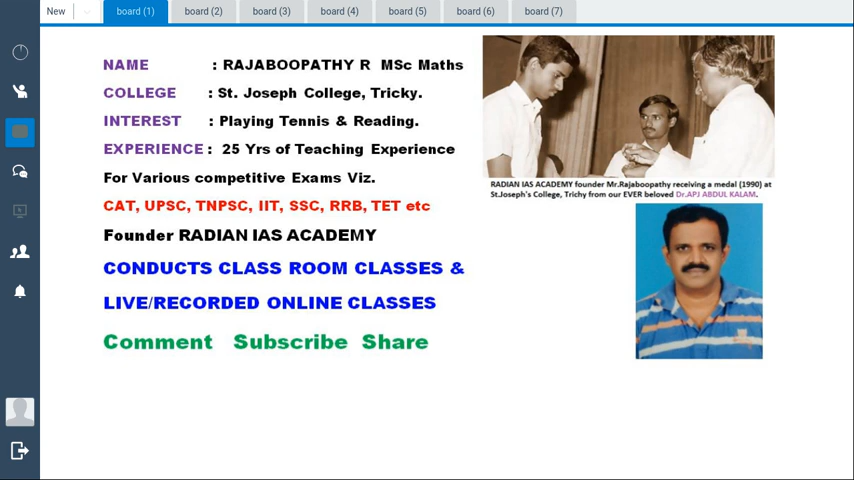 New
board (1)
board (2)
board (3)
board (4)
board (5)
board (6)
board (7)
NAME : RAJABOOPATHY R MSc Maths
COLLEGE : St. Joseph College, Tricky.
INTEREST : Playing Tennis & Reading.
EXPERIENCE : 25 Yrs of Teaching Experience
For Various competitive Exams Viz.
CAT, UPSC, TNPSC, IIT, SSC, RRB, TET etc
Founder RADIAN IAS ACADEMY
CONDUCTS CLASS ROOM CLASSES &
LIVE/RECORDED ONLINE CLASSES
Comment Subscribe Share
RADIAN IAS ACADEMY founder Mr.Rajaboopathy receiving a medal (1990) at
St.Joseph's College, Trichy from our EVER beloved Dr.APJ ABDUL KALAM.